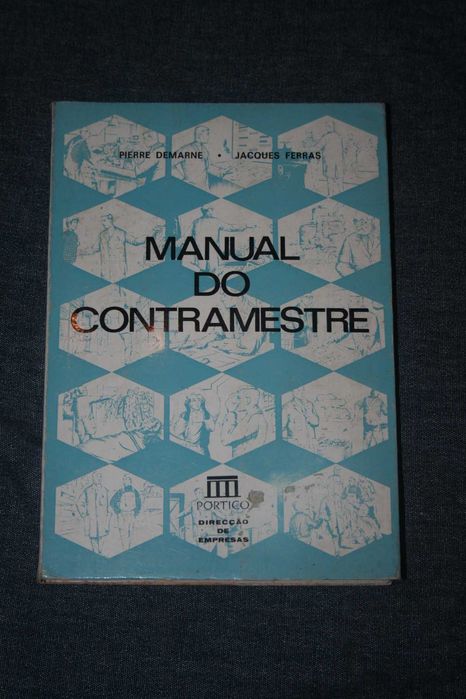 PIERRE DEMARNE • JACQUES FERRAS
MANUAL
DO
CONTRAMESTRE
PÓRTICO
DIRECÇÃO
DE
EMPRESAS